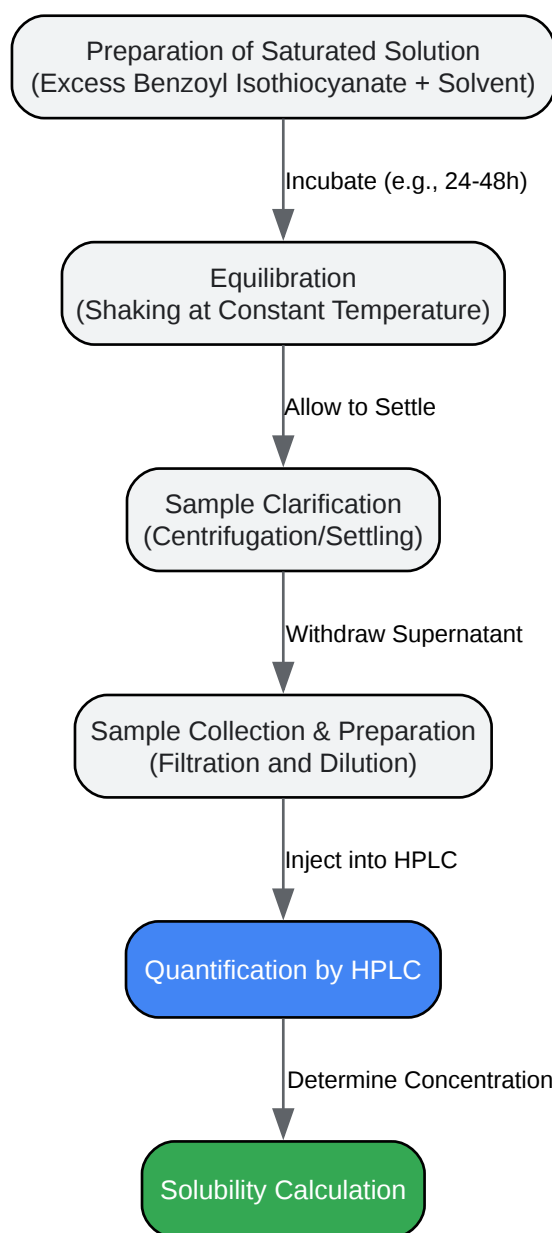 Preparation of Saturated Solution
(Excess Benzoyl Isothiocyanate + Solvent)
Incubate (e.g., 24-48h)
Equilibration
(Shaking at Constant Temperature)
Allow to Settle
Sample Clarification
(Centrifugation/Settling)
Withdraw Supernatant
Sample Collection & Preparation
(Filtration and Dilution)
Inject into HPLC
Quantification by HPLC
Determine Concentration
Solubility Calculation